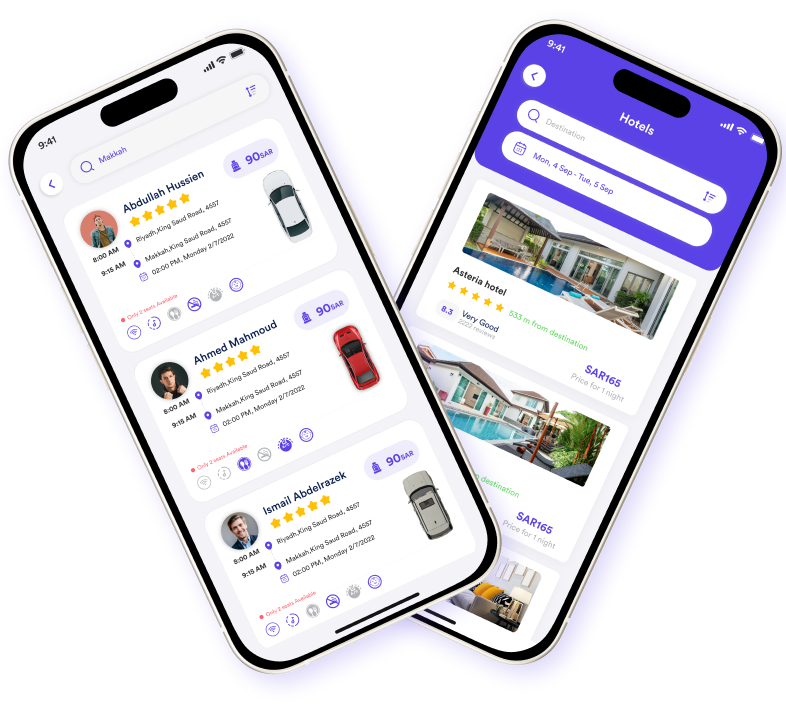 9:41
Makkah
Abdullah Hussien
90SAR
8:00 AM
Riyadh,King Saud Road, 4557
9:15 AM
Makkah,King Saud Road, 4557
02:00 PM, Monday 2/7/2022
Only 2 seats Available
Ahmed Mahmoud
90SAR
8:00 AM
Riyadh,King Saud Road, 4557
9:15 AM
Makkah,King Saud Road, 4557
02:00 PM, Monday 2/7/2022
Only 2 seats Available
Ismail Abdelrazek
90SAR
8:00 AM
Riyadh,King Saud Road, 4557
9:15 AM
Makkah,King Saud Road, 4557
02:00 PM, Monday 2/7/2022
Only 2 seats Available
9:41
Hotels
Destination
Mon, 4 Sep - Tue, 5 Sep
Asteria hotel
533 m from destination
8.3
Very Good
2222 reviews
SAR165
Price for 1 night
destination
SAR165
Price for 1 night